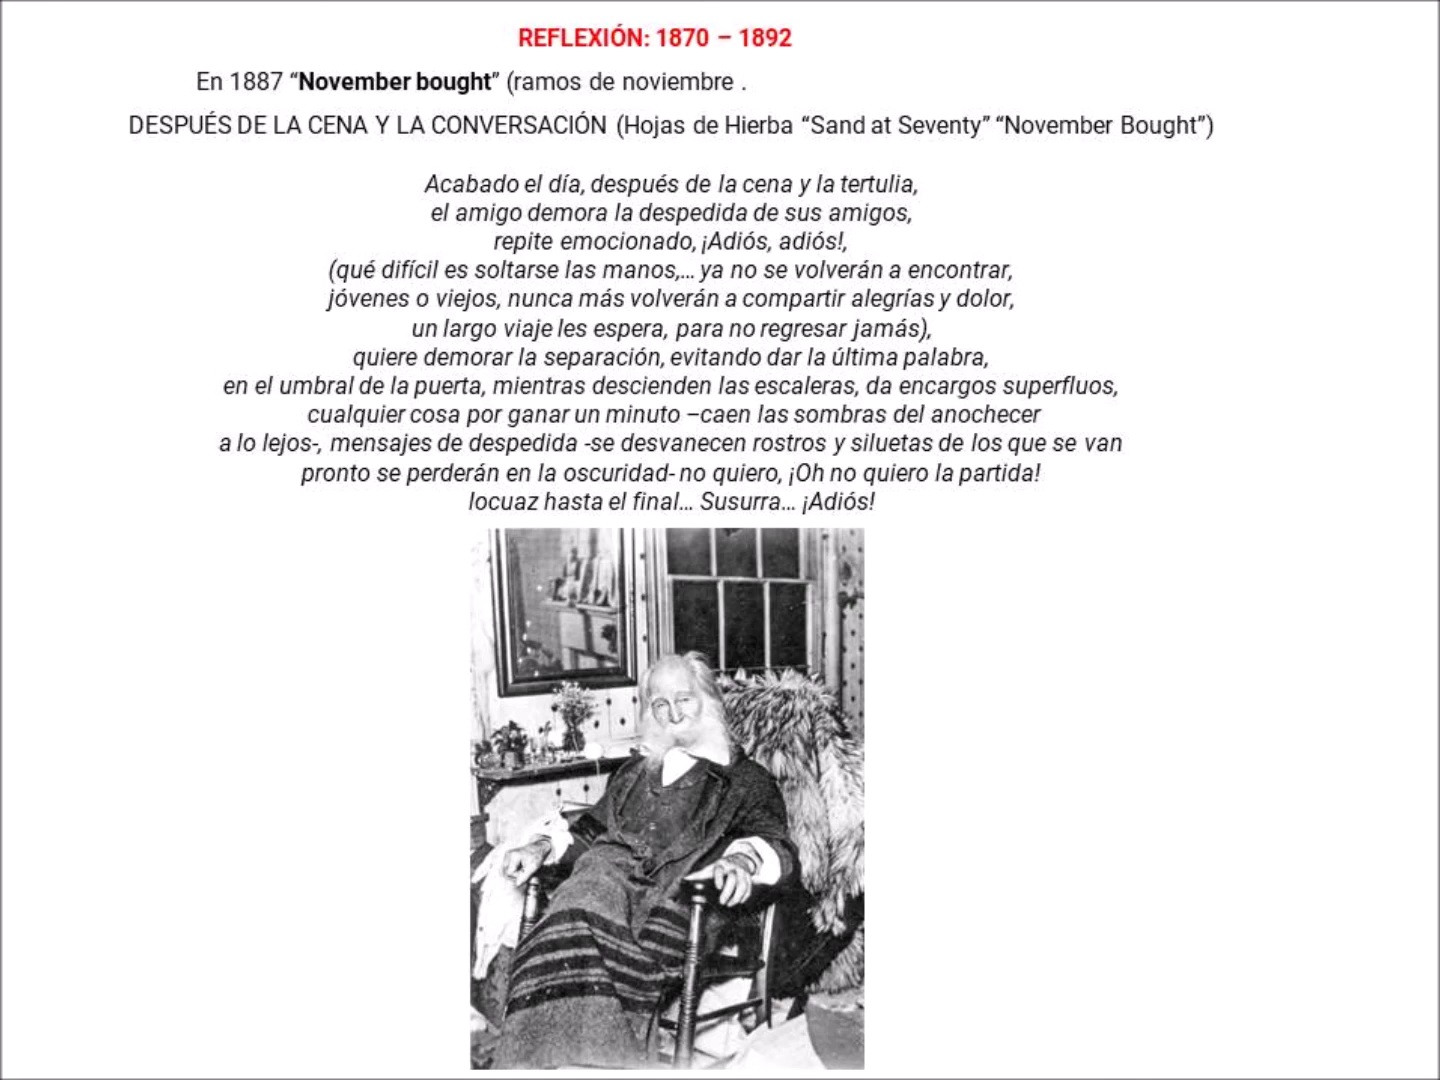 REFLEXIÓN: 1870 – 1892
En 1887 “November bought” (ramos de noviembre .
DESPUÉS DE LA CENA Y LA CONVERSACIÓN (Hojas de Hierba “Sand at Seventy” “November Bought”)
Acabado el día, después de la cena y la tertulia,
el amigo demora la despedida de sus amigos,
repite emocionado, ¡Adiós, adiós!,
(qué difícil es soltarse las manos,... ya no se volverán a encontrar,
jóvenes o viejos, nunca más volverán a compartir alegrías y dolor,
un largo viaje les espera, para no regresar jamás),
quiere demorar la separación, evitando dar la última palabra,
en el umbral de la puerta, mientras descienden las escaleras, da encargos superfluos,
cualquier cosa por ganar un minuto –caen las sombras del anochecer
a lo lejos-, mensajes de despedida -se desvanecen rostros y siluetas de los que se van
pronto se perderán en la oscuridad- no quiero, ¡Oh no quiero la partida!
locuaz hasta el final... Susurra... ¡Adiós!